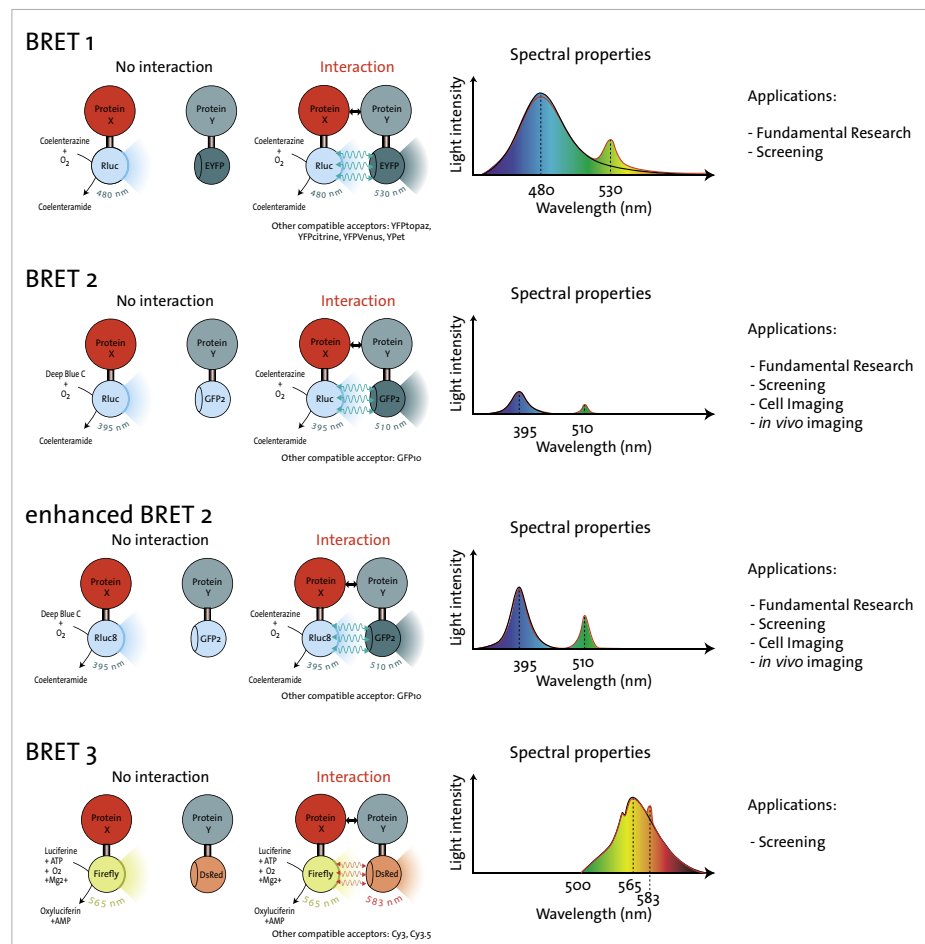 BRET 1
No interaction
Interaction
Spectral properties
Protein
X
Protein
Y
Coelenterazine
+
O2
Rluc
EYFP
480 nm
Coelenteramide
Protein
X
Protein
Y
Coelenterazine
+
O2
Rluc
EYFP
480 nm
530 nm
Coelenteramide
Other compatible acceptors: YFPtopaz,
YFPcitrine, YFPVenus, YPet
Light intensity
480
530
Wavelength (nm)
Applications:
- Fundamental Research
- Screening
BRET 2
No interaction
Interaction
Spectral properties
Protein
X
Protein
Y
Deep Blue C
+
O2
Rluc
GFP2
395 nm
Coelenteramide
Protein
X
Protein
Y
Coelenterazine
+
O2
Rluc
GFP2
395 nm
510 nm
Coelenteramide
Other compatible acceptor: GFP10
Light intensity
395
510
Wavelength (nm)
Applications:
- Fundamental Research
- Screening
- Cell Imaging
- in vivo imaging
enhanced BRET 2
No interaction
Interaction
Spectral properties
Protein
X
Protein
Y
Deep Blue C
+
O2
Rluc8
GFP2
395 nm
Coelenteramide
Protein
X
Protein
Y
Coelenterazine
+
O2
Rluc8
GFP2
395 nm
510 nm
Coelenteramide
Other compatible acceptor: GFP10
Light intensity
395
510
Wavelength (nm)
Applications:
- Fundamental Research
- Screening
- Cell Imaging
- in vivo imaging
BRET 3
No interaction
Interaction
Spectral properties
Protein
X
Protein
Y
Luciferine
+ ATP
+ O2
+Mg2+
Firefly
DsRed
565 nm
Oxyluciferin
+AMP
Protein
X
Protein
Y
Luciferine
+ ATP
+ O2
+Mg2+
Firefly
DsRed
565 nm
583 nm
Oxyluciferin
+AMP
Other compatible acceptors: Cy3, Cy3.5
Light intensity
500
565
583
Wavelength (nm)
Applications:
- Screening